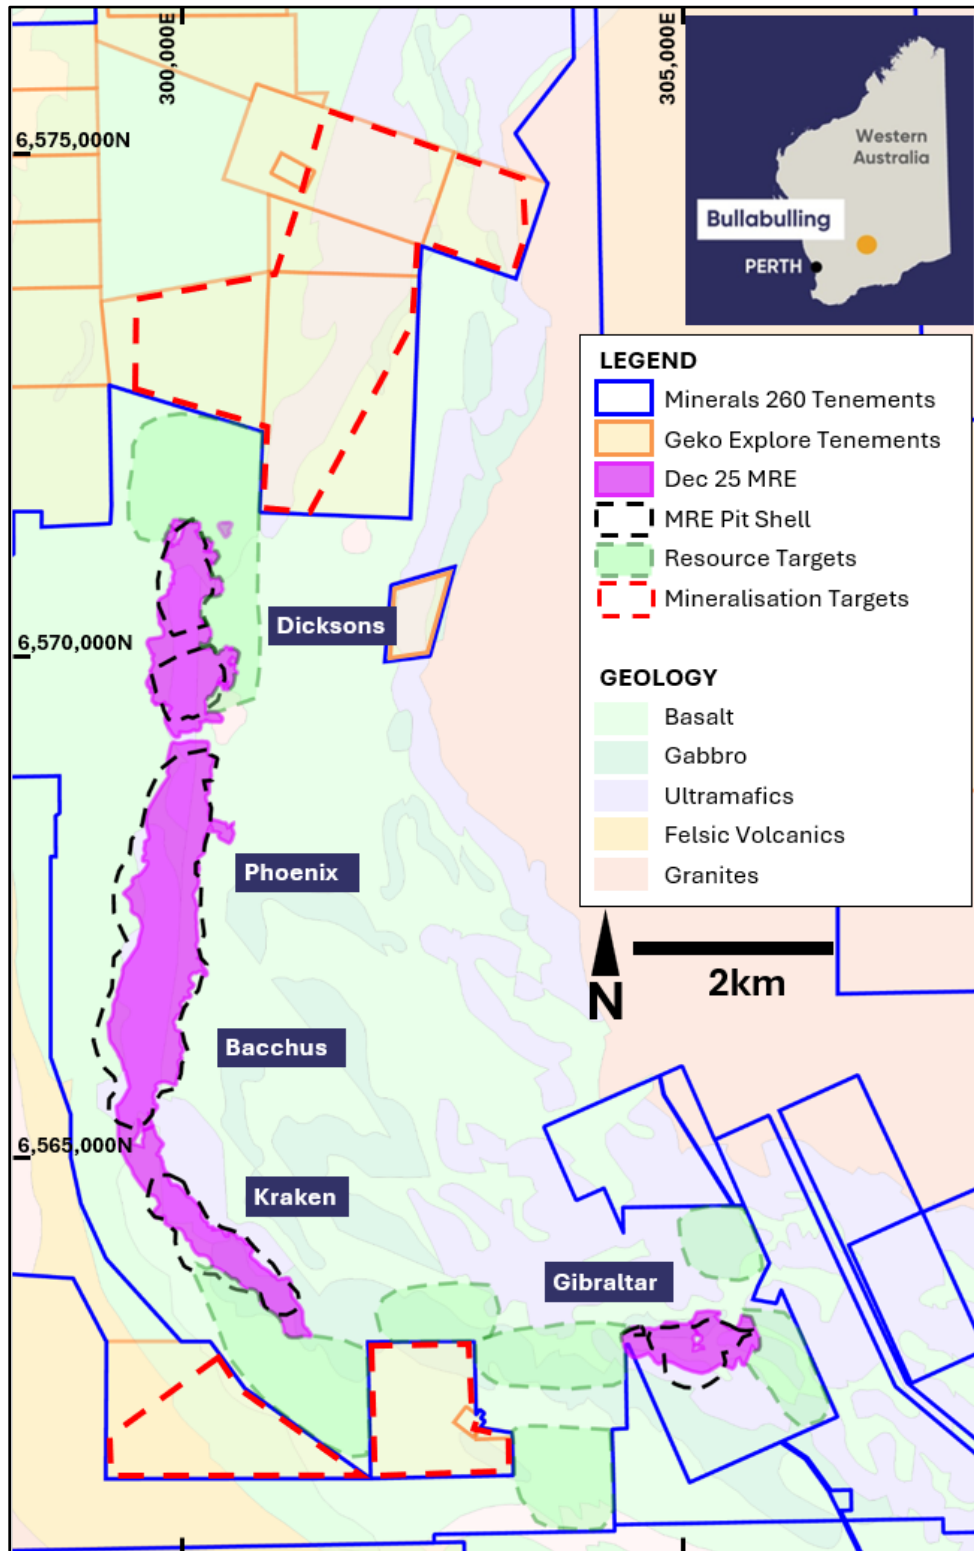 300,000E
305,000E
6,575,000N
Western
Australia
Bullabulling
PERTH
LEGEND
Minerals 260 Tenements
Geko Explore Tenements
Dec 25 MRE
MRE Pit Shell
Resource Targets
Mineralisation Targets
Dicksons
6,570,000N
GEOLOGY
Basalt
Gabbro
Ultramafics
Felsic Volcanics
Granites
Phoenix
2km
N
Bacchus
6,565,000N
Kraken
Gibraltar